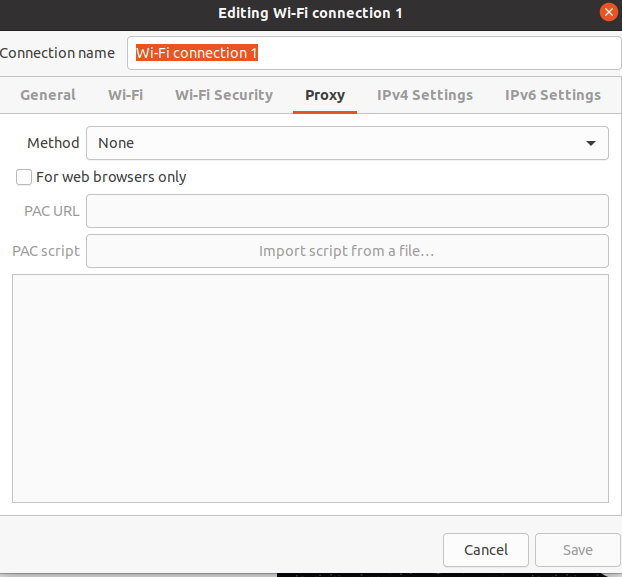 Editing Wi-Fi connection 1
Connection name Wi-Fi connection 1
General Wi-Fi Wi-Fi Security Proxy IPv4 Settings IPv6 Settings
Method None
For web browsers only
PAC URL
PAC script Import script from a file...
Cancel Save